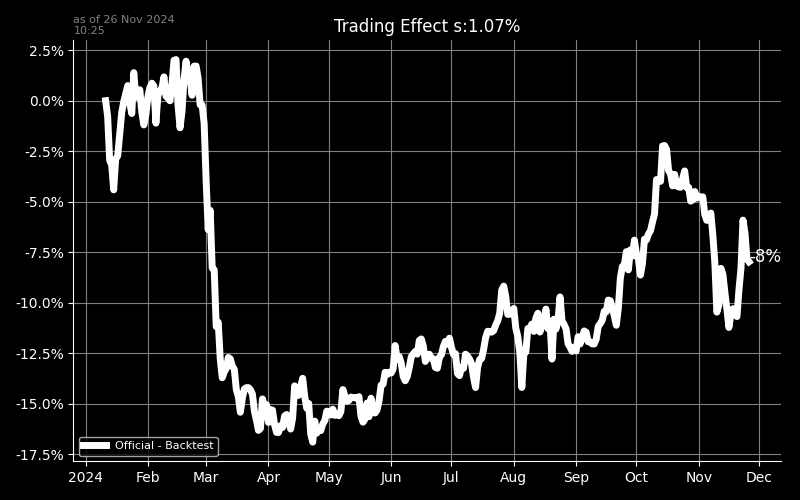 as of 26 Nov 2024
10:25
Trading Effect s:1.07%
2.5%
0.0%
-2.5%
-5.0%
-7.5%
-10.0%
-12.5%
-15.0%
-17.5%
-8%
Official - Backtest
2024 Feb Mar Apr May Jun Jul Aug Sep Oct Nov Dec